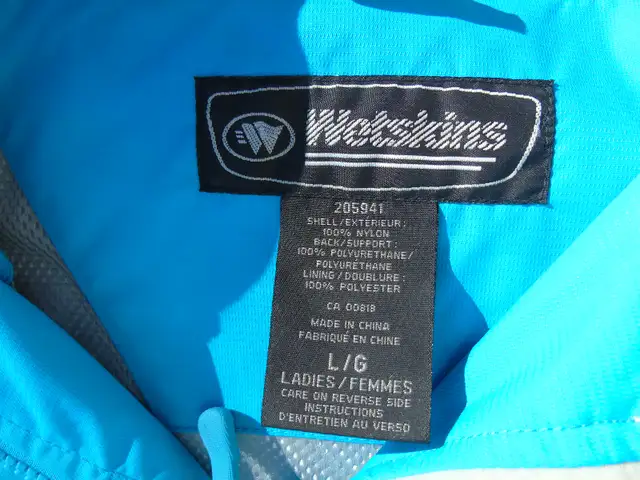 W Wetskins
205941
SHELL/EXTÉRIEUR:
100% NYLON
BACK/SUPPORT:
100% POLYURETHANE/
POLYURÉTHANE
LINING/DOUBLURE:
100% POLYESTER
CA 00818
MADE IN CHINA
FABRIQUÉ EN CHINE
L/G
LADIES/FEMMES
CARE ON REVERSE SIDE
INSTRUCTIONS
D'ENTRETIEN AU VERSO